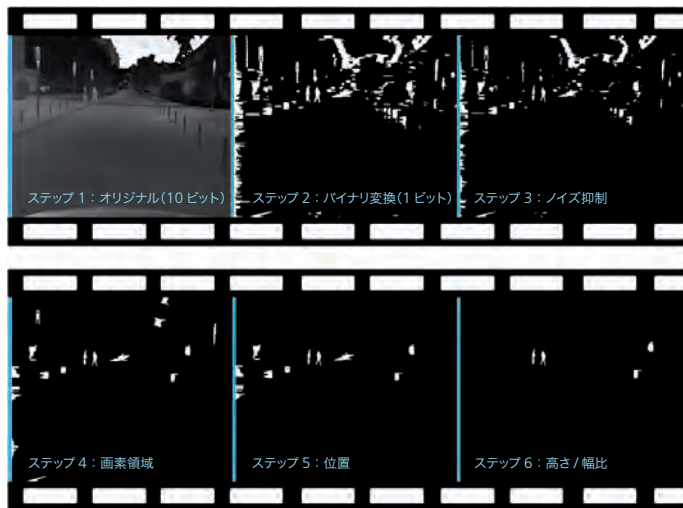 ステップ 1：オリジナル（10 ビット）
ステップ 2：バイナリ変換（1 ビット）
ステップ 3：ノイズ抑制
ステップ 4：画素領域
ステップ 5：位置
ステップ 6：高さ / 幅比